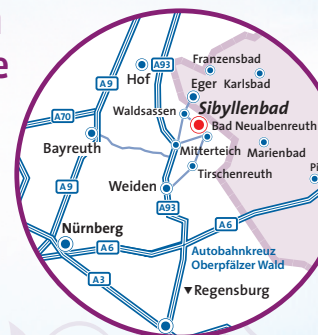 e
A93
Franzensbad
Hof
A9
Eger
Karlsbad
Waldsassen
Sibyllenbad
A70
Bad Neualbenreuth
Bayreuth
Mitterteich
Marienbad
Tirschenreuth
A9
Weiden
A93
A6
Nürnberg
A6
Autobahnkreuz
Oberpfälzer Wald
A3
▼Regensburg